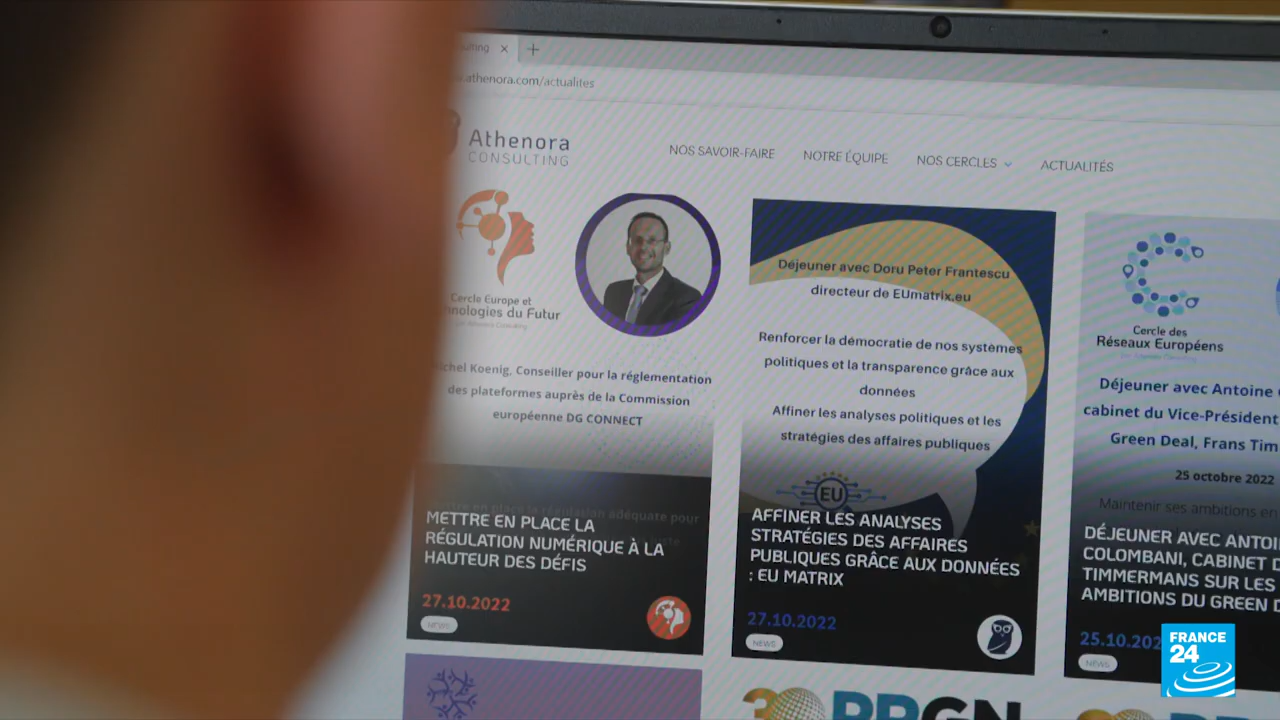 athenora.com/actualites
Athenora
CONSULTING
NOS SAVOIR-FAIRE
NOTRE ÉQUIPE
NOS CERCLES
ACTUALITÉS
Cercle Europe et
du Futur
Koenig, Conseiller pour la réglementation
des plateformes auprès de la Commission
européenne DG CONNECT
METTRE EN PLACE LA
RÉGULATION NUMÉRIQUE À LA
HAUTEUR DES DÉFIS
27.10.2022
NEWS
Déjeuner avec Doru Peter Frantescu
directeur de EUmatrix.eu
Renforcer la démocratie de nos systèmes
politiques et la transparence grâce aux
données
Affiner les analyses politiques et les
stratégies des affaires publiques
EU
AFFINER LES ANALYSES
STRATÉGIES DES AFFAIRES
PUBLIQUES GRÂCE AUX DONNÉES
: EU MATRIX
27.10.2022
NEWS
Cercle des
Réseaux Européens
Déjeuner avec Antoine
cabinet du Vice-Président
Green Deal, Frans Tim
25 octobre 2022
Maintenir ses ambitions en
DÉJEUNER AVEC ANTOI
COLOMBANI, CABINET D
TIMMERMANS SUR LES
AMBITIONS DU GREEN D
25.10.202
NEWS
FRANCE
24